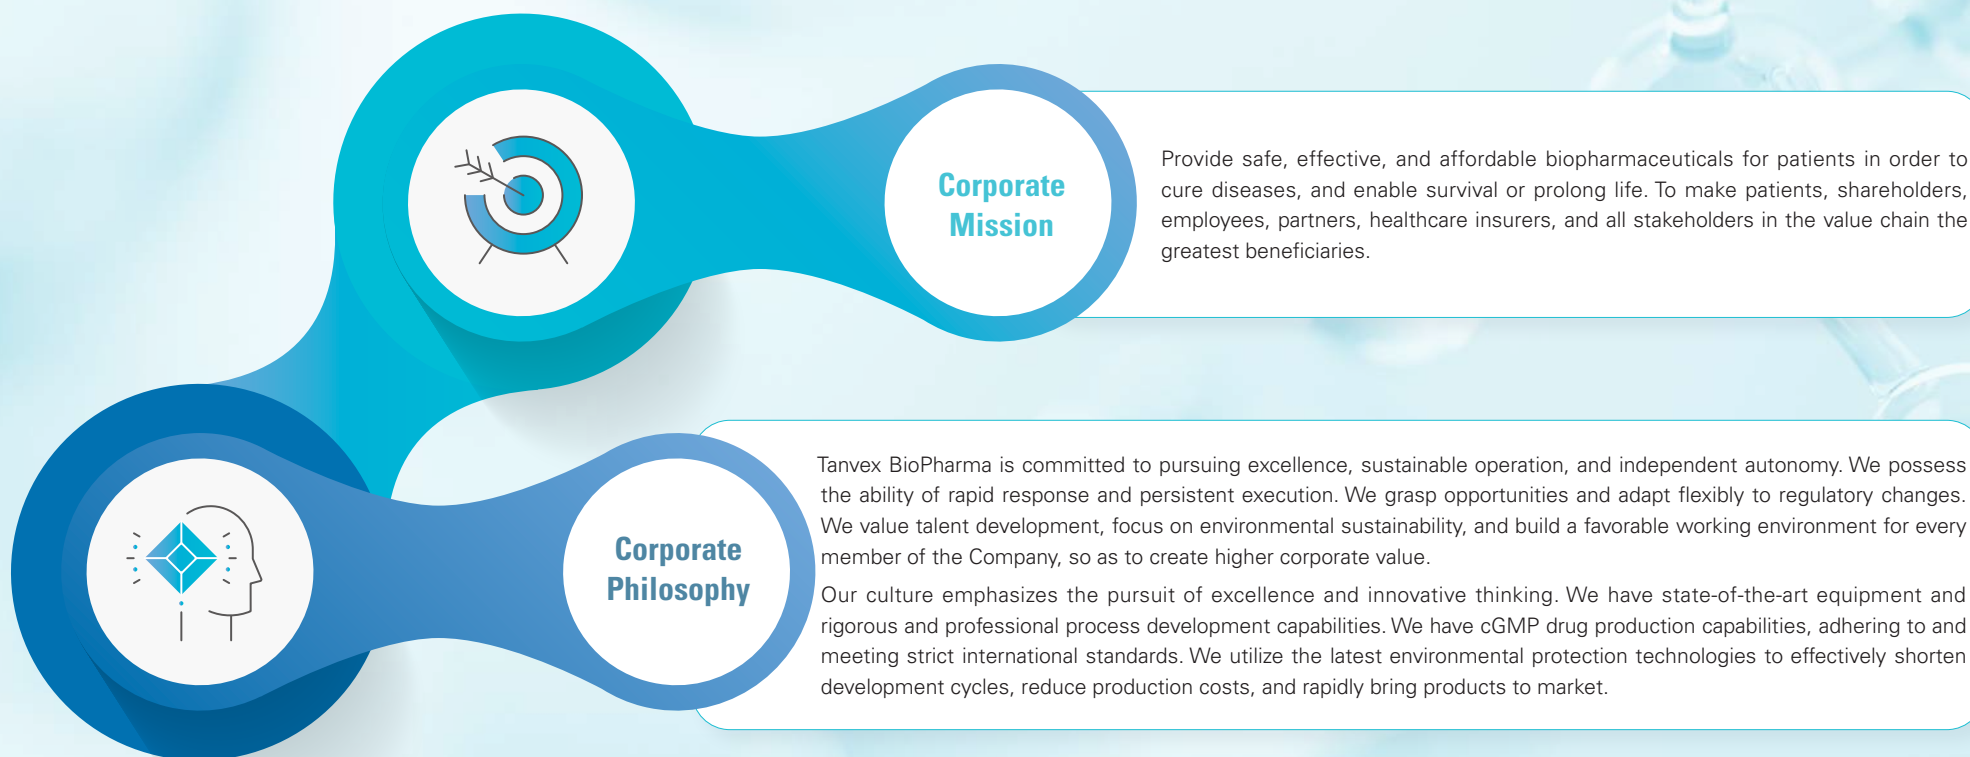 Corporate
Mission
Provide safe, effective, and affordable biopharmaceuticals for patients in order to
cure diseases, and enable survival or prolong life. To make patients, shareholders,
employees, partners, healthcare insurers, and all stakeholders in the value chain the
greatest beneficiaries.
Corporate
Philosophy
Tanvex BioPharma is committed to pursuing excellence, sustainable operation, and independent autonomy. We possess
the ability of rapid response and persistent execution. We grasp opportunities and adapt flexibly to regulatory changes.
We value talent development, focus on environmental sustainability, and build a favorable working environment for every
member of the Company, so as to create higher corporate value.
Our culture emphasizes the pursuit of excellence and innovative thinking. We have state-of-the-art equipment and
rigorous and professional process development capabilities. We have cGMP drug production capabilities, adhering to and
meeting strict international standards. We utilize the latest environmental protection technologies to effectively shorten
development cycles, reduce production costs, and rapidly bring products to market.